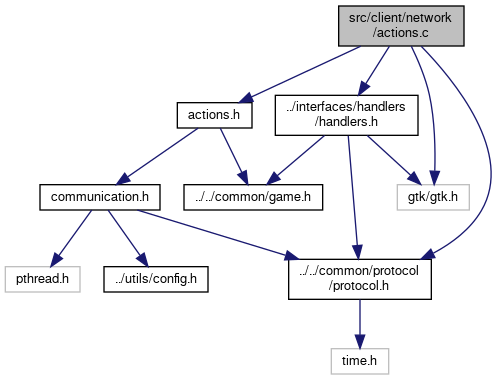 src/client/network
/actions.c
actions.h
../interfaces/handlers
/handlers.h
communication.h
../../common/game.h
gtk/gtk.h
pthread.h
../utils/config.h
../../common/protocol
/protocol.h
time.h